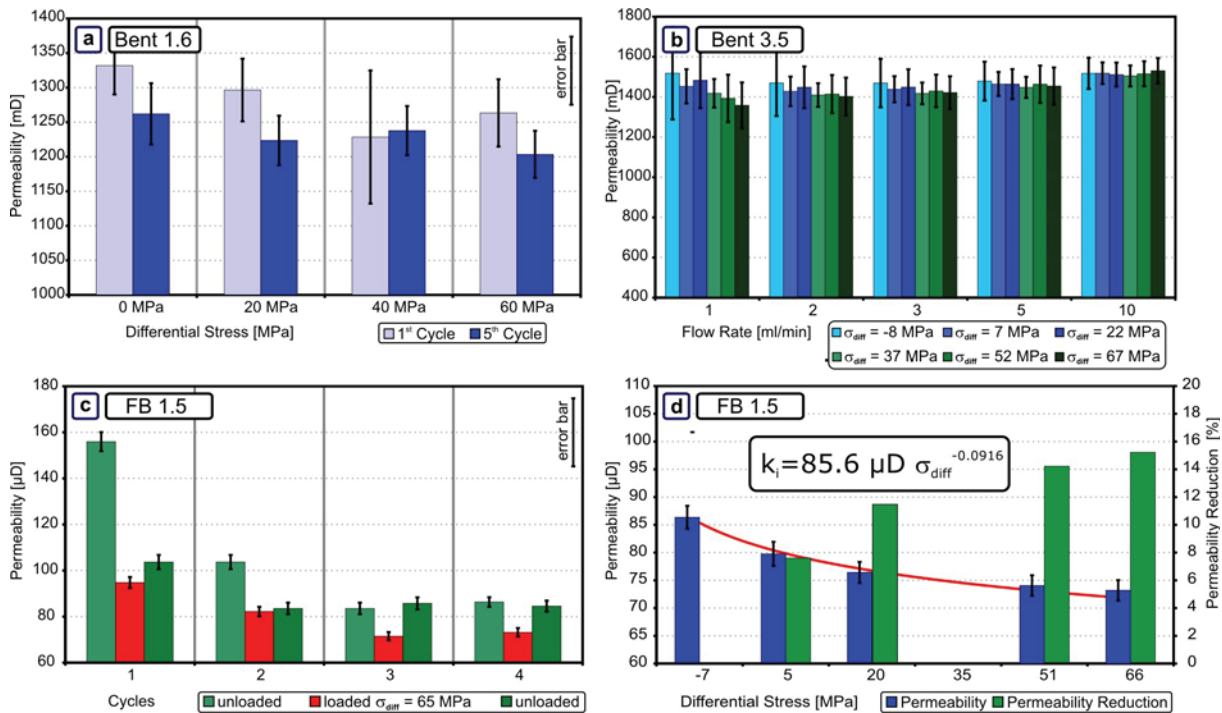 a Bent 1.6
error bar
Permeability [mD]
1400
1350
1300
1250
1200
1150
1100
1050
1000
0 MPa 20 MPa 40 MPa 60 MPa
Differential Stress [MPa]
1st Cycle 5th Cycle
b Bent 3.5
Permeability [mD]
1800
1600
1400
1200
1000
800
600
400
1 2 3 5 10
Flow Rate [ml/min]
σdiff = -8 MPa σdiff = 7 MPa σdiff = 22 MPa
σdiff = 37 MPa σdiff = 52 MPa σdiff = 67 MPa
c FB 1.5
error bar
Permeability [µD]
180
160
140
120
100
80
60
1 2 3 4
Cycles
unloaded loaded σdiff = 65 MPa unloaded
d FB 1.5
ki=85.6 µD σdiff-0.0916
Permeability [µD]
110
105
100
95
90
85
80
75
70
65
60
Permeability Reduction [%]
20
18
16
14
12
10
8
6
4
2
0
-7 5 20 35 51 66
Differential Stress [MPa]
Permeability Permeability Reduction